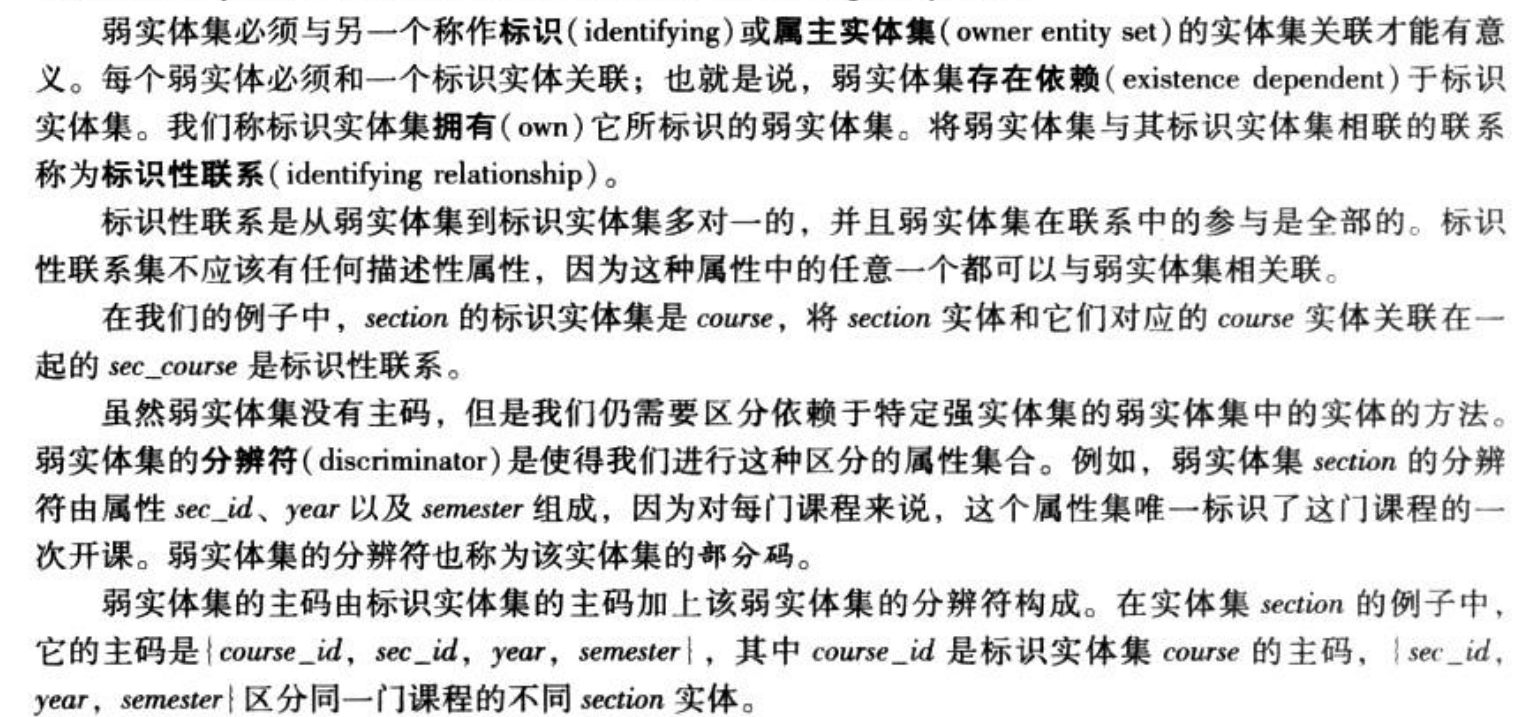 弱实体集必须与另一个称作标识(identifying)或属主实体集(owner entity set)的实体集关联才能有意
义。每个弱实体必须和一个标识实体关联；也就是说，弱实体集存在依赖(existence dependent)于标识
实体集。我们称标识实体集拥有(own)它所标识的弱实体集。将弱实体集与其标识实体集相联的联系
称为标识性联系(identifying relationship)。
标识性联系是从弱实体集到标识实体集多对一的，并且弱实体集在联系中的参与是全部的。标识
性联系集不应该有任何描述性属性，因为这种属性中的任意一个都可以与弱实体集相关联。
在我们的例子中，section 的标识实体集是 course，将 section 实体和它们对应的 course 实体关联在一
起的 sec_course 是标识性联系。
虽然弱实体集没有主码，但是我们仍需要区分依赖于特定强实体集的弱实体集中的实体的方法。
弱实体集的分辨符(discriminator)是使得我们进行这种区分的属性集合。例如，弱实体集 section 的分辨
符由属性 sec_id、year 以及 semester 组成，因为对每门课程来说，这个属性集唯一标识了这门课程的一
次开课。弱实体集的分辨符也称为该实体集的部分码。
弱实体集的主码由标识实体集的主码加上该弱实体集的分辨符构成。在实体集 section 的例子中，
它的主码是{course_id，sec_id，year，semester}，其中 course_id 是标识实体集 course 的主码，{sec_id，
year，semester}区分同一门课程的不同 section 实体。